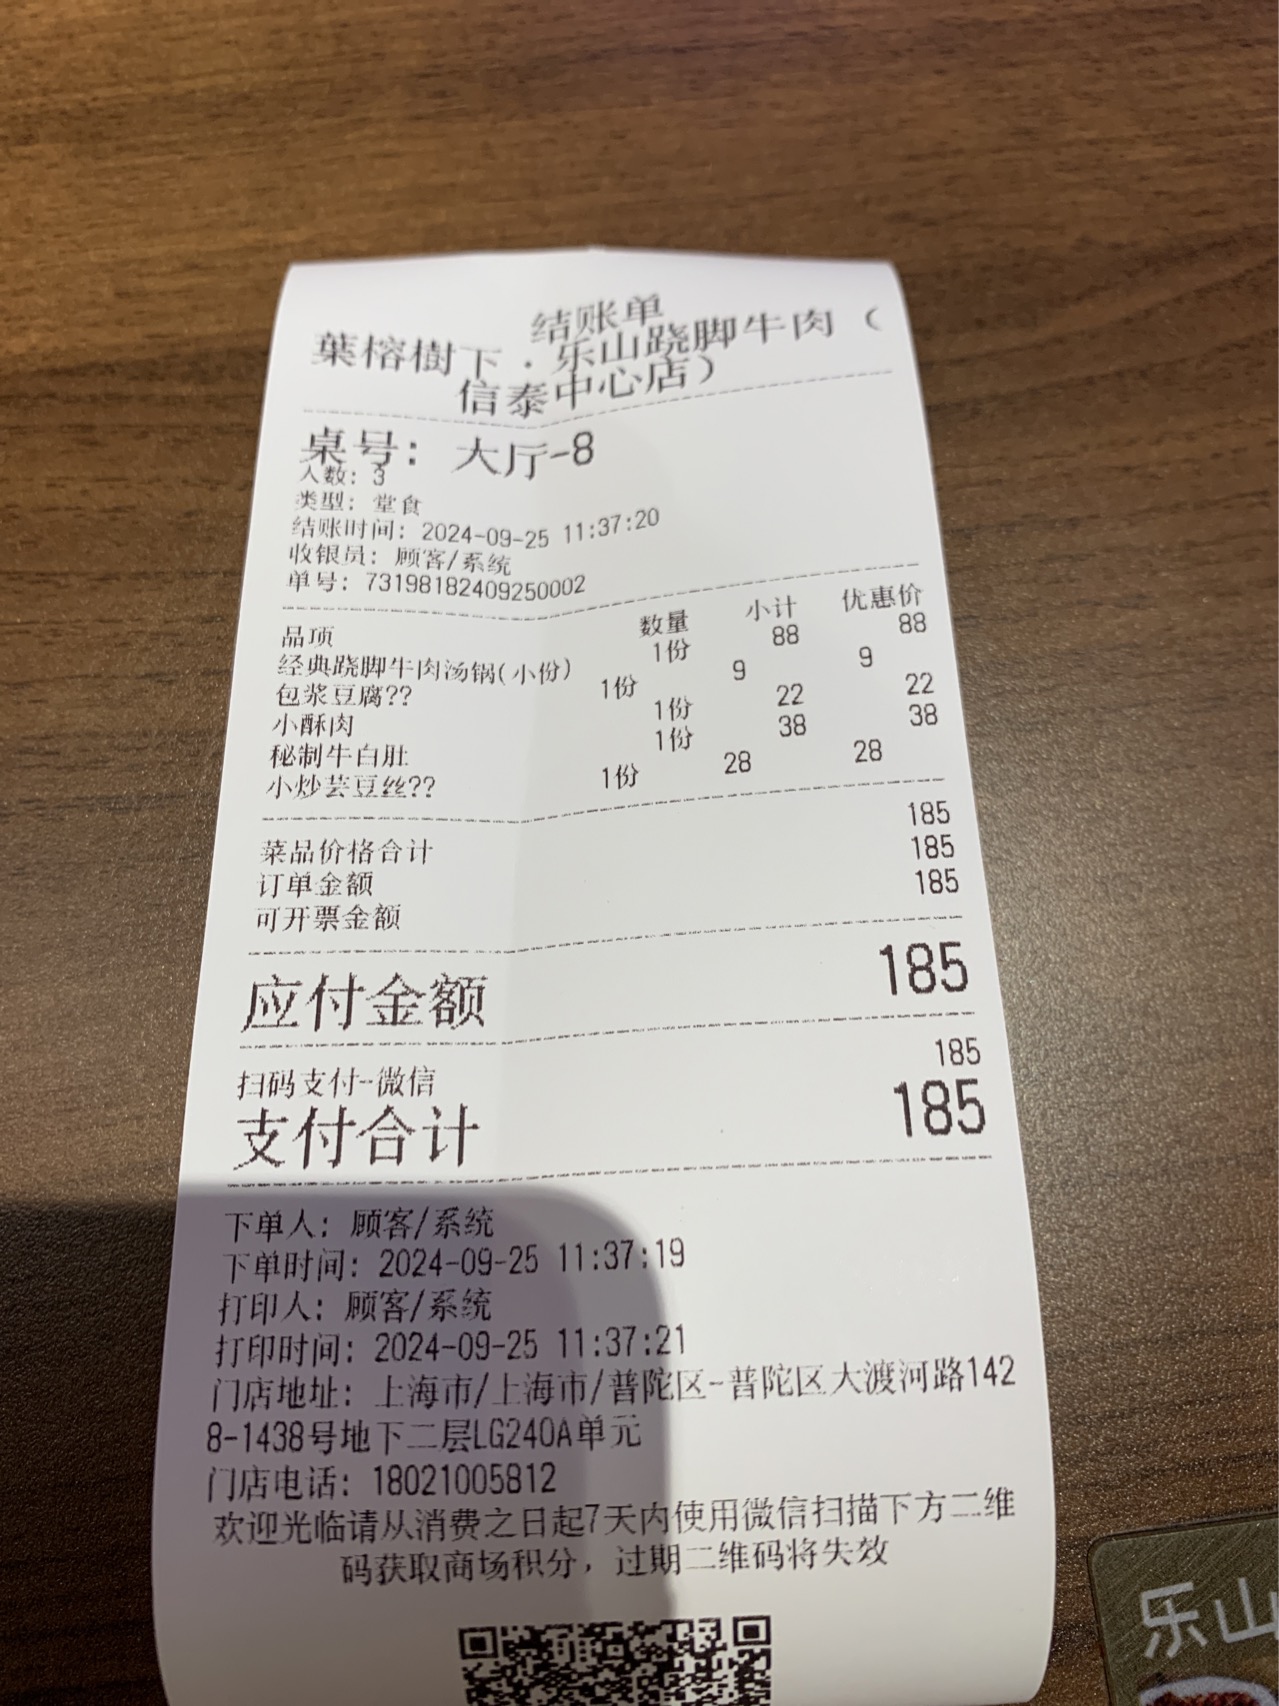 结账单
葉榕樹下·乐山跷脚牛肉（
信泰中心店）
桌号：大厅-8
人数：3
类型：堂食
结账时间：2024-09-25 11:37:20
收银员：顾客/系统
单号：73198182409250002
品项 数量 小计 优惠价
经典跷脚牛肉汤锅(小份) 1份 88 88
包浆豆腐?? 1份 9 9
小酥肉 1份 22 22
秘制牛白肚 1份 38 38
小炒芸豆丝?? 1份 28 28
菜品价格合计 185
订单金额 185
可开票金额 185
应付金额 185
扫码支付-微信 185
支付合计 185
下单人：顾客/系统
下单时间：2024-09-25 11:37:19
打印人：顾客/系统
打印时间：2024-09-25 11:37:21
门店地址：上海市/上海市/普陀区-普陀区大渡河路142
8-1438号地下二层LG240A单元
门店电话：18021005812
欢迎光临请从消费之日起7天内使用微信扫描下方二维
码获取商场积分，过期二维码将失效
乐山